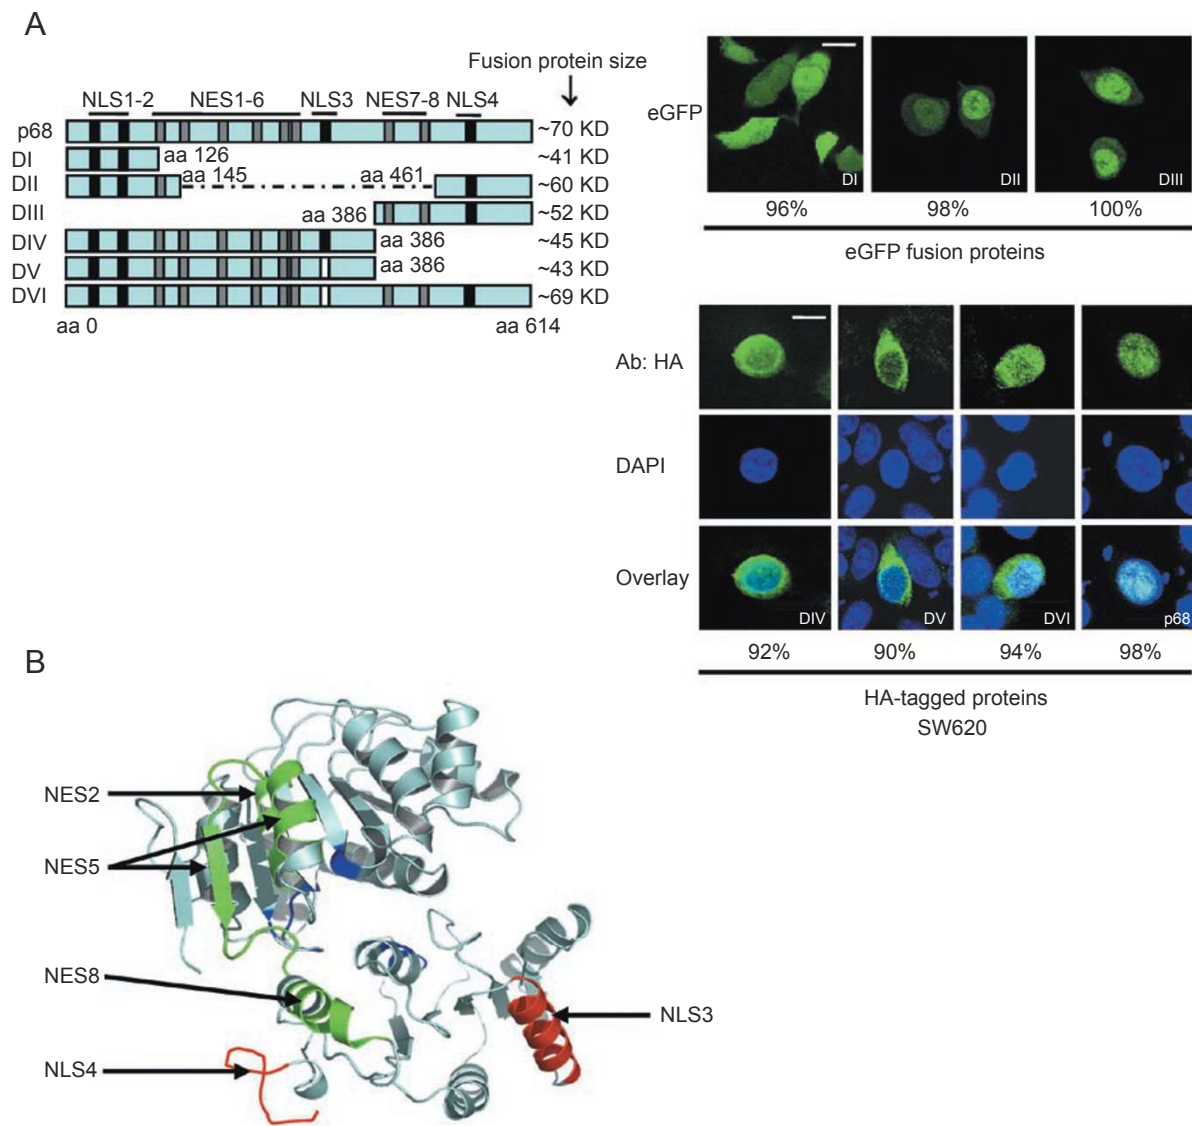 A
Fusion protein size
NLS1-2 NES1-6 NLS3 NES7-8 NLS4
p68 ~70 KD
DI aa 126 ~41 KD
DII aa 145 aa 461 ~60 KD
DIII aa 386 ~52 KD
DIV aa 386 ~45 KD
DV aa 386 ~43 KD
DVI ~69 KD
aa 0 aa 614
eGFP
DI DII DIII
96% 98% 100%
eGFP fusion proteins
Ab: HA
DAPI
Overlay
DIV DV DVI p68
92% 90% 94% 98%
HA-tagged proteins
SW620
B
NES2
NES5
NES8
NLS3
NLS4